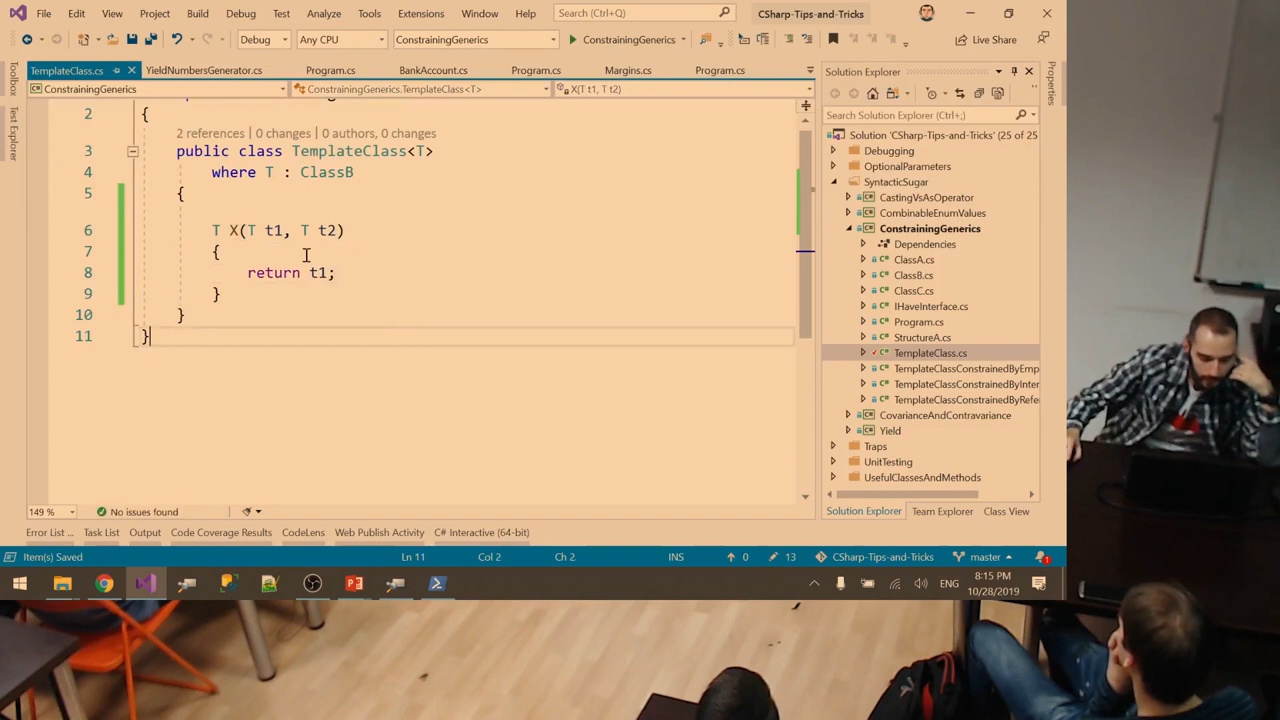 File Edit View Project Build Debug Test Analyze Tools Extensions Window Help Search (Ctrl+Q) CSharp-Tips-and-Tricks
Debug Any CPU ConstrainingGenerics ConstrainingGenerics Live Share
Toolbox
Test Explorer
TemplateClass.cs YieldNumbersGenerator.cs Program.cs BankAccount.cs Program.cs Margins.cs Program.cs
ConstrainingGenerics ConstrainingGenerics.TemplateClass<T> X(T t1, T t2)
2 {
2 references | 0 changes | 0 authors, 0 changes
3 public class TemplateClass<T>
4 where T : ClassB
5 {
6 T X(T t1, T t2)
7 {
8 return t1;
9 }
10 }
11 }
149 % No issues found
Solution Explorer
Search Solution Explorer (Ctrl+;)
Solution 'CSharp-Tips-and-Tricks' (25 of 25
Debugging
OptionalParameters
SyntacticSugar
CastingVsAsOperator
CombinableEnumValues
ConstrainingGenerics
Dependencies
ClassA.cs
ClassB.cs
ClassC.cs
IHaveInterface.cs
Program.cs
StructureA.cs
TemplateClass.cs
TemplateClassConstrainedByEmp
TemplateClassConstrainedByInter
TemplateClassConstrainedByRefe
CovarianceAndContravariance
Yield
Traps
UnitTesting
UsefulClassesAndMethods
Solution Explorer Team Explorer Class View
Properties
Error List ... Task List Output Code Coverage Results CodeLens Web Publish Activity C# Interactive (64-bit)
Item(s) Saved Ln 11 Col 2 Ch 2 INS 0 13 CSharp-Tips-and-Tricks master 1
ENG 8:15 PM
10/28/2019